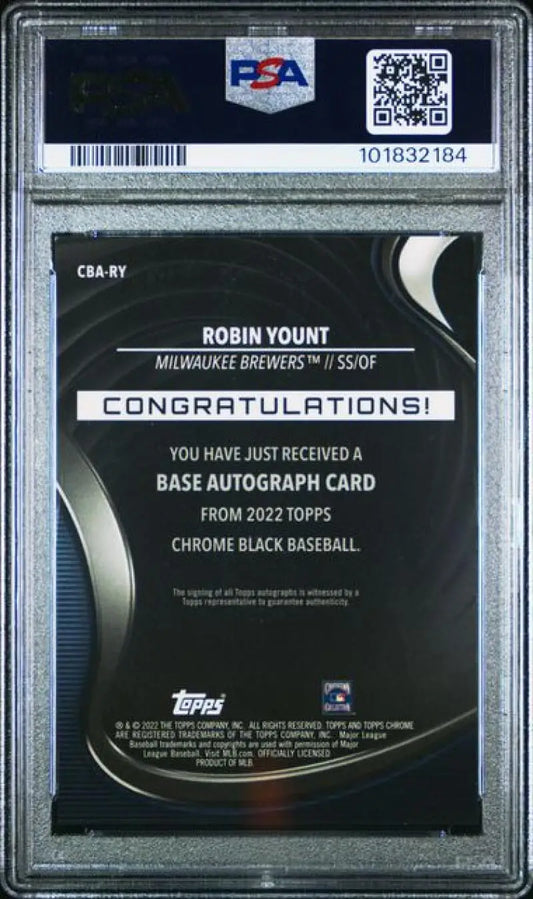 PSA
101832184
CBA-RY
ROBIN YOUNT
MILWAUKEE BREWERS™ // SS/OF
CONGRATULATIONS!
YOU HAVE JUST RECEIVED A
BASE AUTOGRAPH CARD
FROM 2022 TOPPS
CHROME BLACK BASEBALL.
The signing of all Topps autographs is witnessed by a
Topps representative to guarantee authenticity.
Topps
® & © 2022 THE TOPPS COMPANY, INC. ALL RIGHTS RESERVED. TOPPS AND TOPPS CHROME
ARE REGISTERED TRADEMARKS OF THE TOPPS COMPANY, INC. Major League
Baseball trademarks and copyrights are used with permission of Major
League Baseball. Visit MLB.com. OFFICIALLY LICENSED
PRODUCT OF MLB.